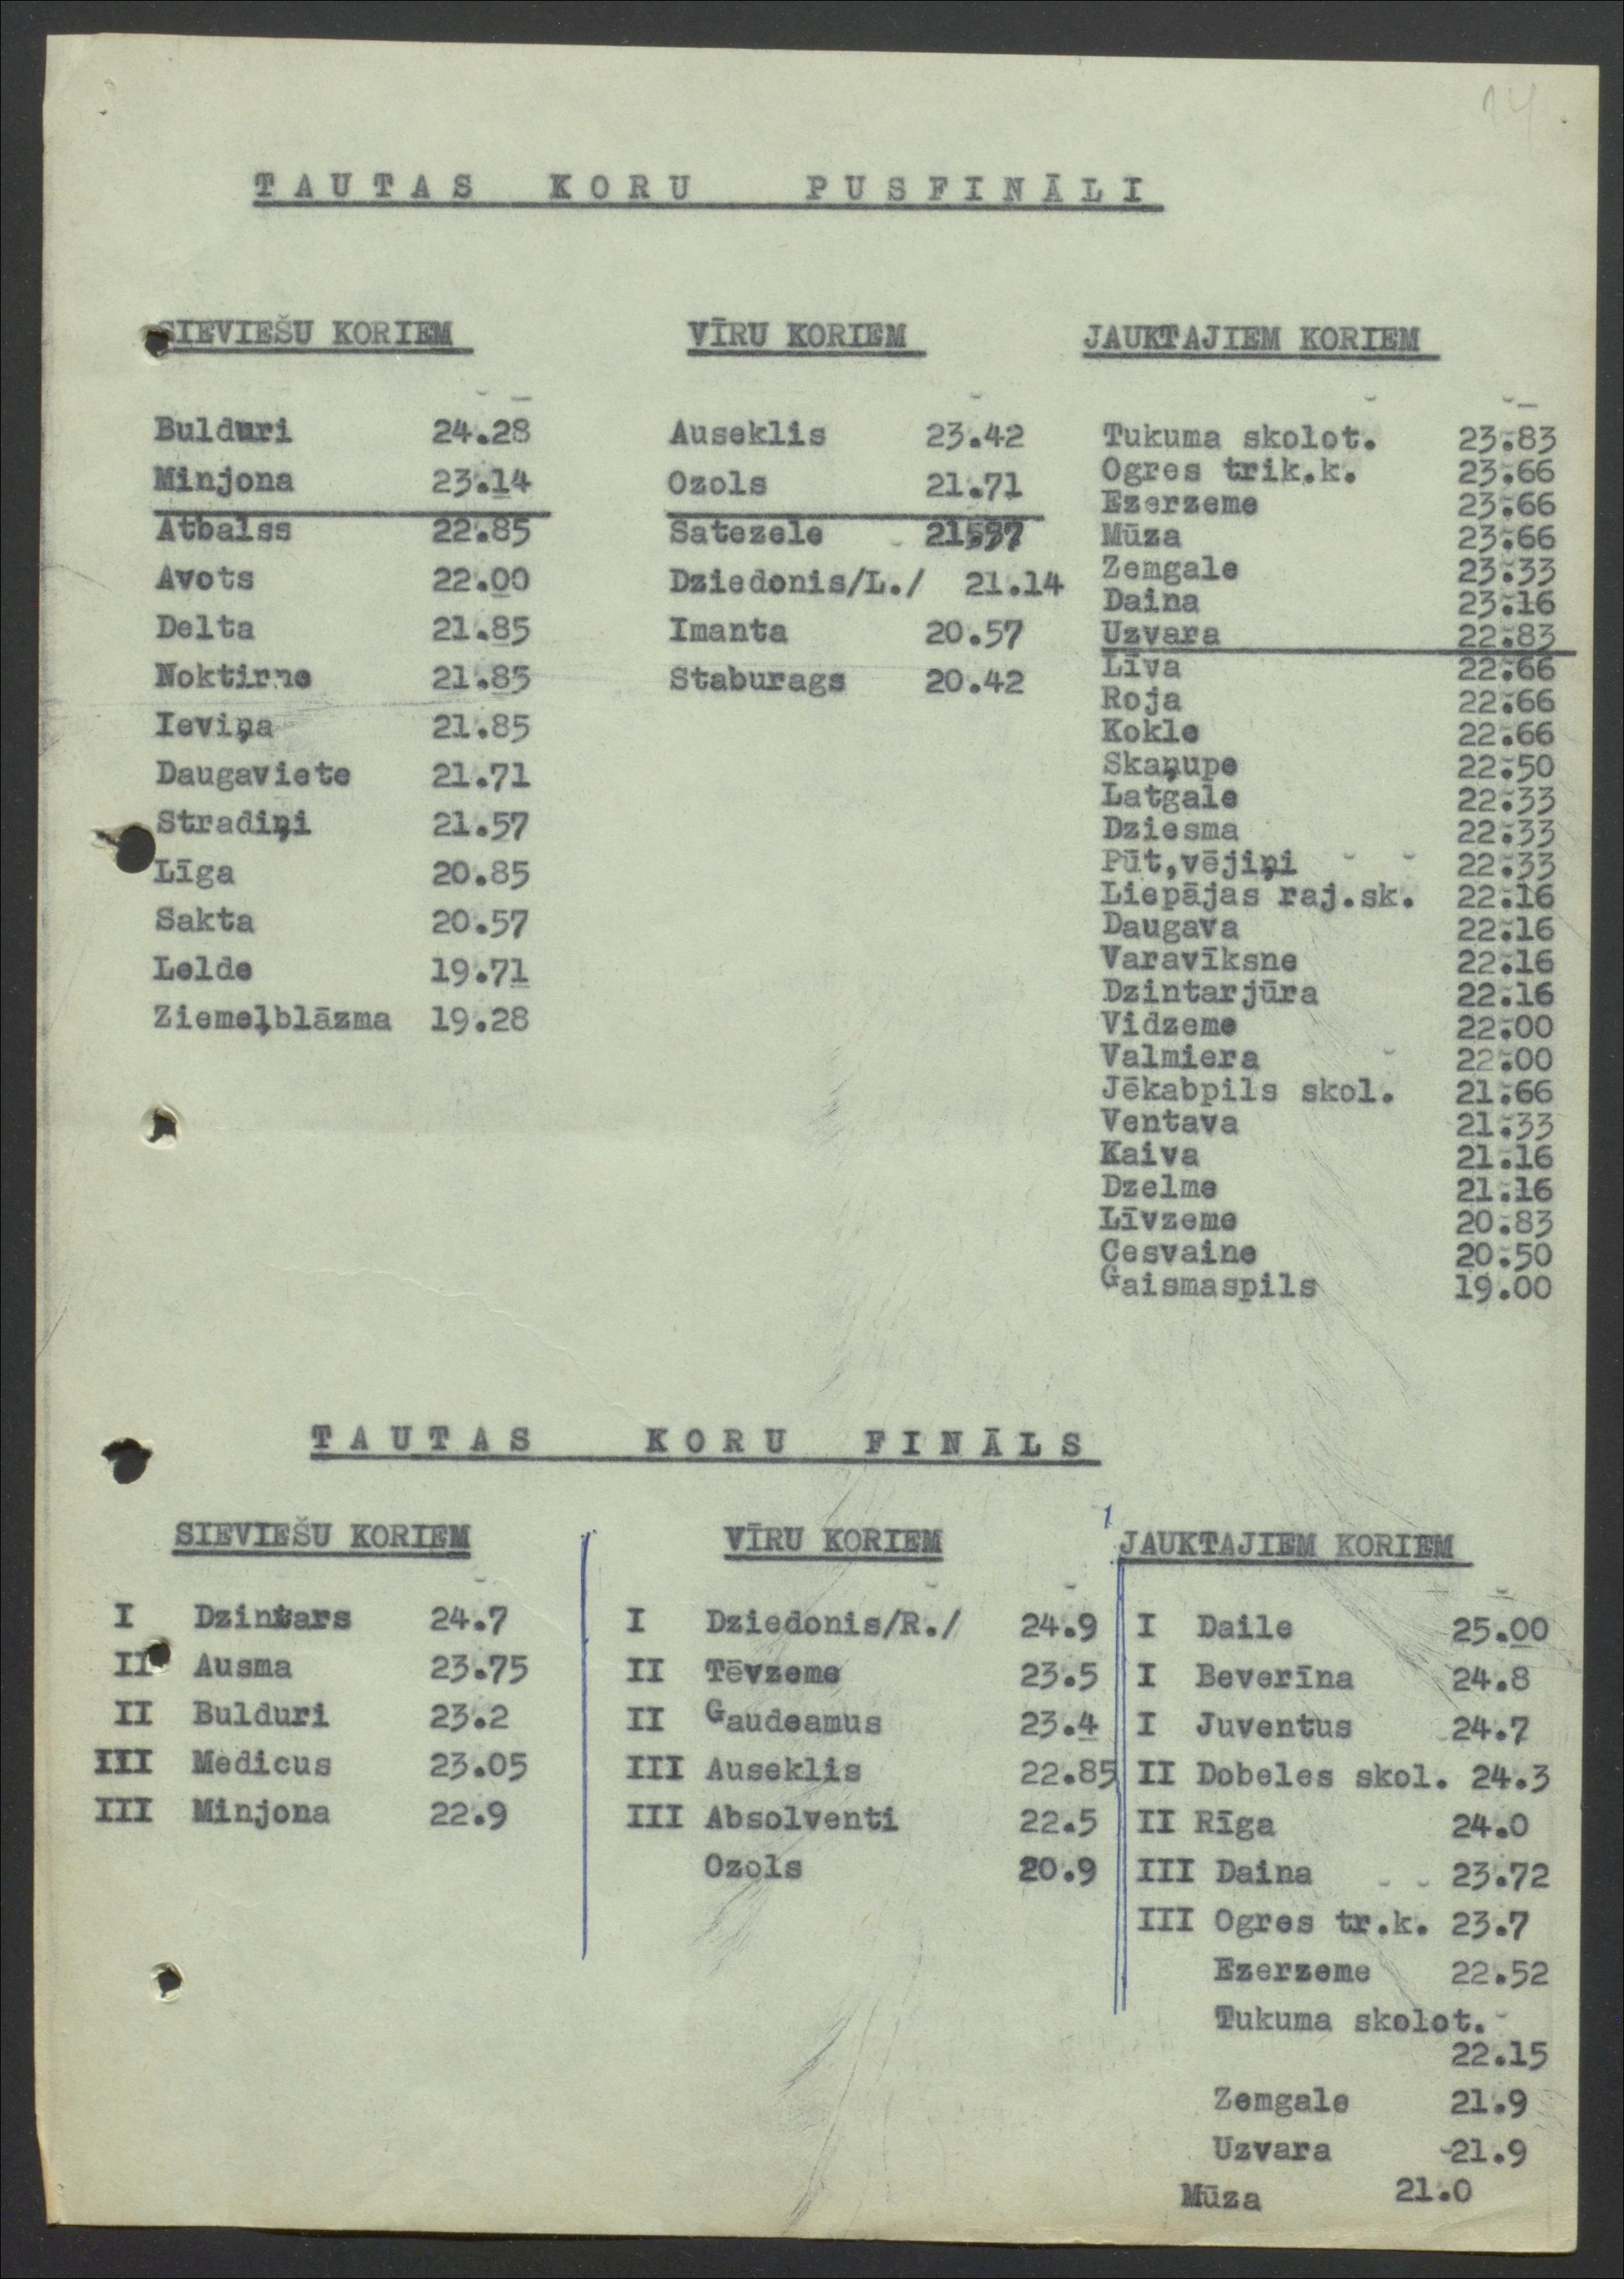 14.
TAUTAS KORU PUSFINĀLI
SIEVIEŠU KORIEM
Bulduri 24.28
Minjona 23.14
Atbalss 22.85
Avots 22.00
Delta 21.85
Noktirne 21.85
Ieviņa 21.85
Daugaviete 21.71
Stradiņi 21.57
Līga 20.85
Sakta 20.57
Lelde 19.71
Ziemeļblāzma 19.28
VĪRU KORIEM
Auseklis 23.42
Ozols 21.71
Satezele
Dziedonis/L./ 21.14
Imanta 20.57
Staburags 20.42
JAUKTAJIEM KORIEM
Tukuma skolot. 23.83
Ogres trik.k. 23.66
Ezerzeme 23.66
Mūza 23.66
Zemgale 23.33
Daina 23.16
Uzvara 22.83
Līva 22.66
Roja 22.66
Kokle 22.66
Skaņupe 22.50
Latgale 22.33
Dziesma 22.33
Pūt,vējiņi 22.33
Liepājas raj.sk. 22.16
Daugava 22.16
Varavīksne 22.16
Dzintarjūra 22.16
Vidzeme 22.00
Valmiera 22.00
Jēkabpils skol. 21.66
Ventava 21.33
Kaiva 21.16
Dzelme 21.16
Līvzeme 20.83
Cesvaine 20.50
Gaismaspils 19.00
TAUTAS KORU FINĀLS
SIEVIEŠU KORIEM
I Dzintars 24.7
II Ausma 23.75
II Bulduri 23.2
III Medicus 23.05
III Minjona 22.9
VĪRU KORIEM
I Dziedonis/R./ 24.9
II Tēvzeme 23.5
II Gaudeamus 23.4
III Auseklis 22.85
III Absolventi 22.5
Ozols 20.9
JAUKTAJIEM KORIEM
I Daile 25.00
I Beverīna 24.8
I Juventus 24.7
II Dobeles skol. 24.3
II Rīga 24.0
III Daina 23.72
III Ogres tr.k. 23.7
Ezerzeme 22.52
Tukuma skolot.
22.15
Zemgale 21.9
Uzvara 21.9
Mūza 21.0